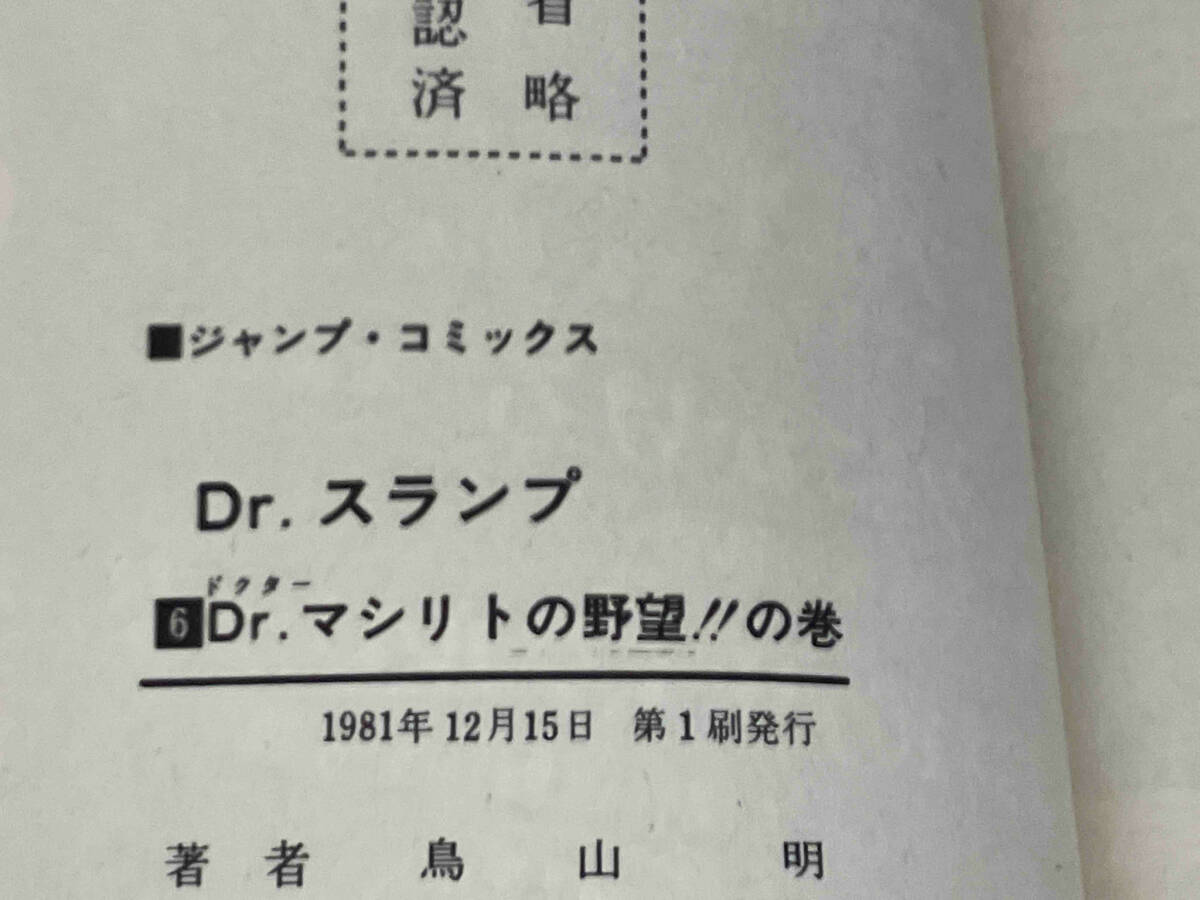 省略
認済
■ジャンプ・コミックス
Dr.スランプ
ドクター
6 Dr.マシリトの野望!!の巻
1981年12月15日 第1刷発行
著者 鳥山明